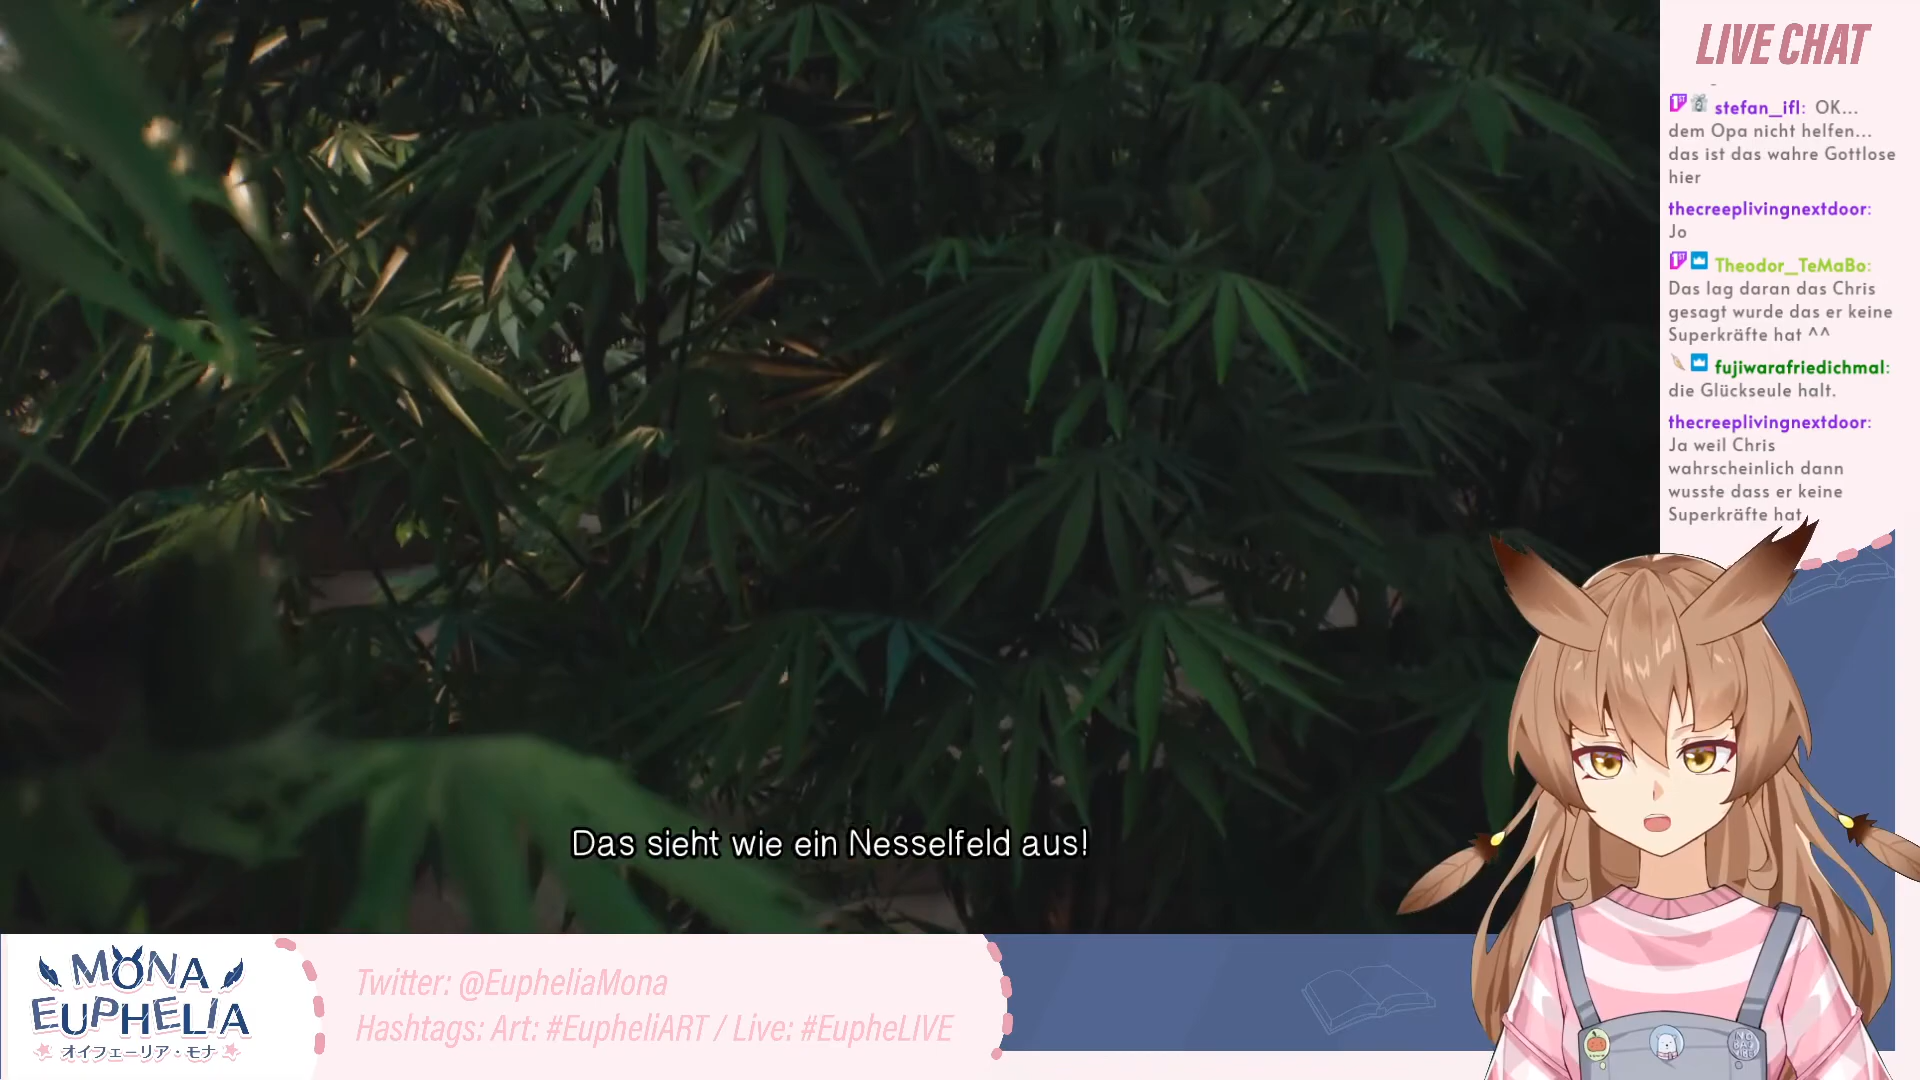 LIVE CHAT
stefan_ifl: OK...
dem Opa nicht helfen...
das ist das wahre Gottlose
hier
thecreeplivingnextdoor:
Jo
Theodor_TeMaBo:
Das lag daran das Chris
gesagt wurde das er keine
Superkräfte hat ^^
fujiwarafriedichmal:
die Glückseule halt.
thecreeplivingnextdoor:
Ja weil Chris
wahrscheinlich dann
wusste dass er keine
Superkräfte hat
Das sieht wie ein Nesselfeld aus!
MONA
EUPHELIA
オイフェーリア・モナ
Twitter: @EupheliaMona
Hashtags: Art: #EupheliART / Live: #EupheLIVE